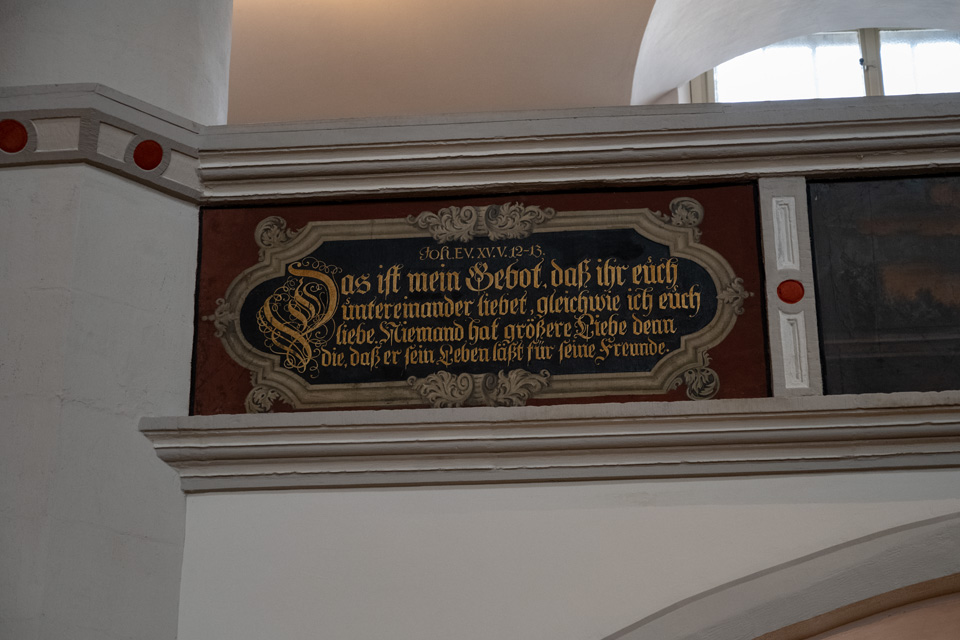 Joh. Ev. XV. V. 12-13.
Das ist mein Gebot, daß ihr euch
untereinander liebet, gleichwie ich euch
liebe. Niemand hat größere Liebe denn
die, daß er sein Leben läßt für seine Freunde.